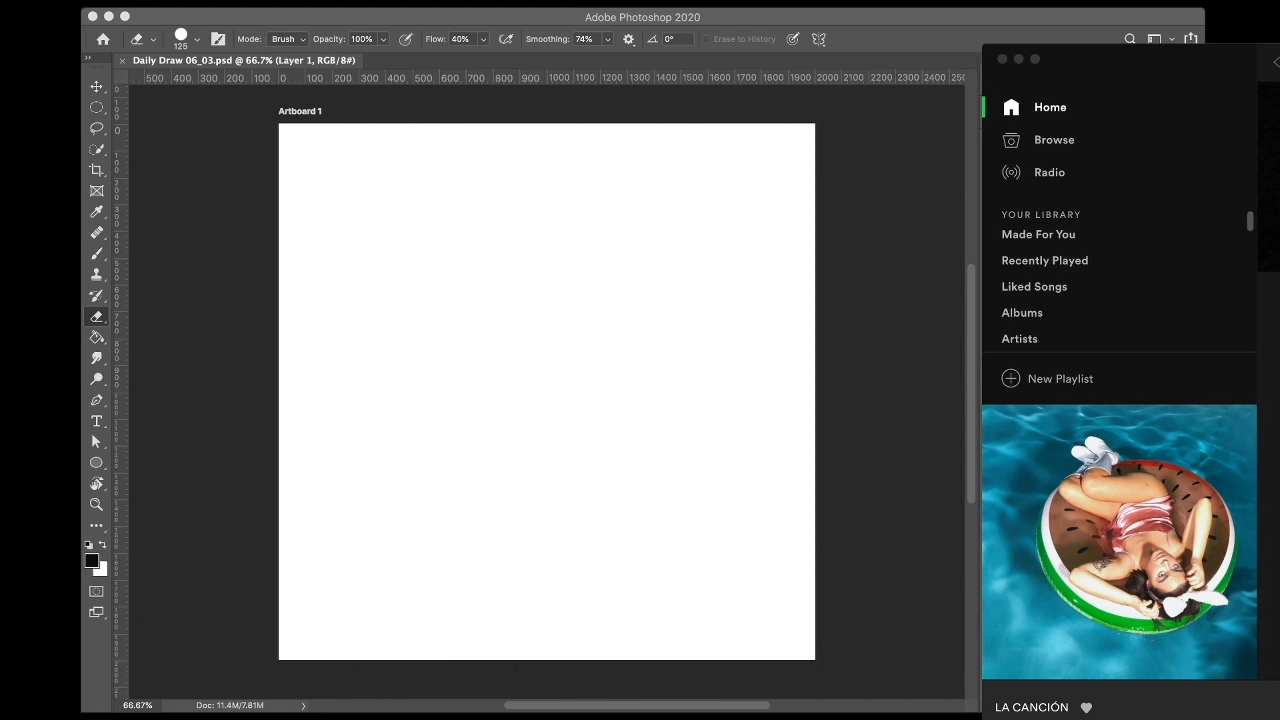 Adobe Photoshop 2020
125
Mode: Brush Opacity: 100% Flow: 40% Smoothing: 74% 0° Erase to History
Daily Draw 06_03.psd @ 66.7% (Layer 1, RGB/8#)
500 400 300 200 100 0 100 200 300 400 500 600 700 800 900 1000 1100 1200 1300 1400 1500 1600 1700 1800 1900 2000 2100 2200 2300 2400
Artboard 1
Home
Browse
Radio
YOUR LIBRARY
Made For You
Recently Played
Liked Songs
Albums
Artists
New Playlist
66.67% Doc: 11.4M/7.81M
LA CANCIÓN